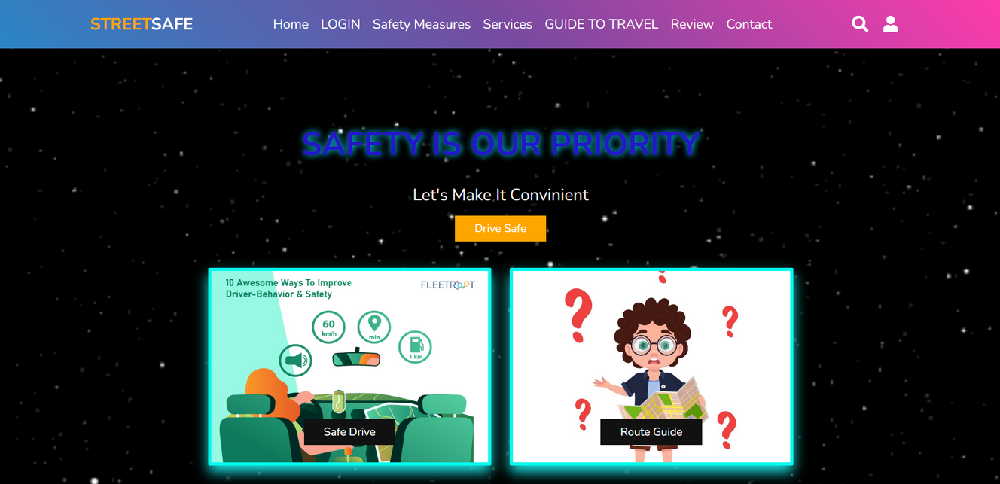 STREETSAFE Home LOGIN Safety Measures Services GUIDE TO TRAVEL Review Contact
SAFETY IS OUR PRIORITY
Let's Make It Convinient
Drive Safe
10 Awesome Ways To Improve
Driver-Behavior & Safety
FLEETROOT
60
km/h
min
1 km
Safe Drive
? ? ? ?
Route Guide